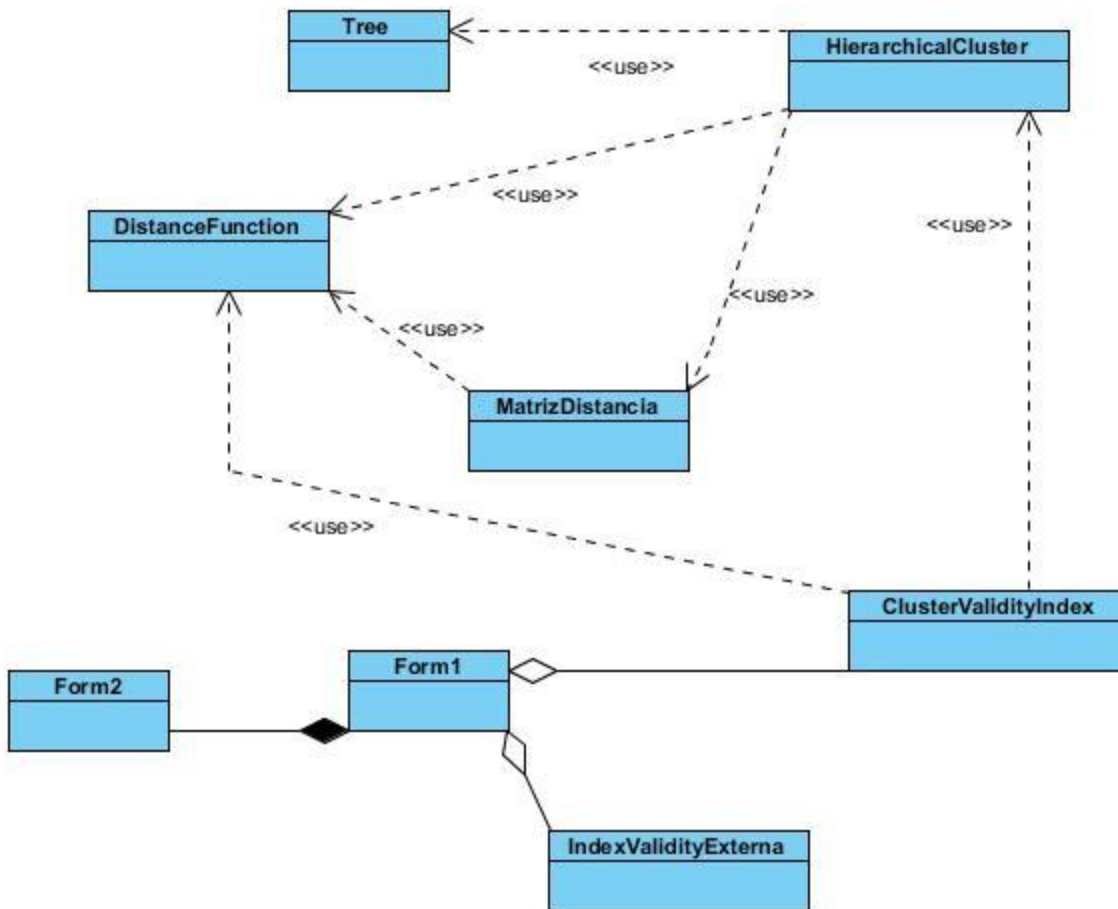 Tree
HierarchicalCluster
<<use>>
<<use>>
<<use>>
DistanceFunction
<<use>>
<<use>>
MatrizDistancia
<<use>>
ClusterValidityIndex
Form1
Form2
IndexValidityExterna